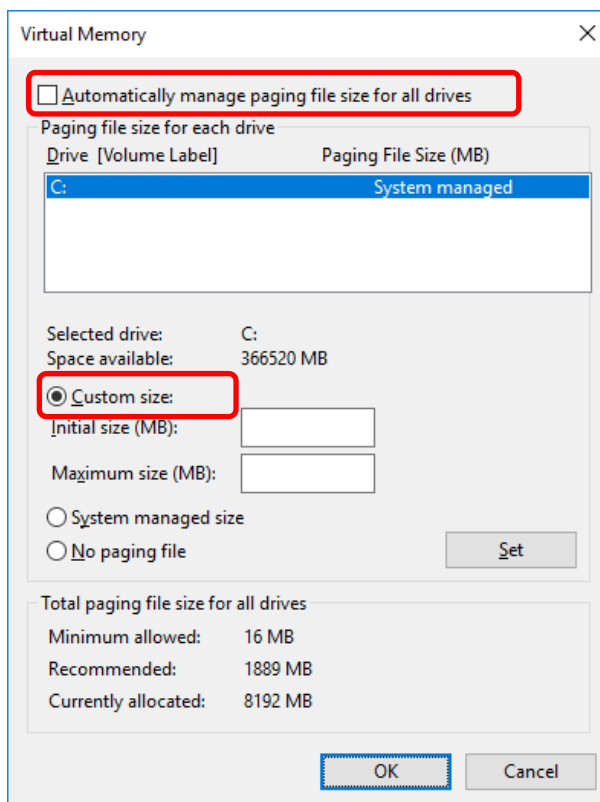 Virtual Memory
Automatically manage paging file size for all drives
Paging file size for each drive
Drive [Volume Label] Paging File Size (MB)
C: System managed
Selected drive: C:
Space available: 366520 MB
Custom size:
Initial size (MB):
Maximum size (MB):
System managed size
No paging file Set
Total paging file size for all drives
Minimum allowed: 16 MB
Recommended: 1889 MB
Currently allocated: 8192 MB
OK Cancel